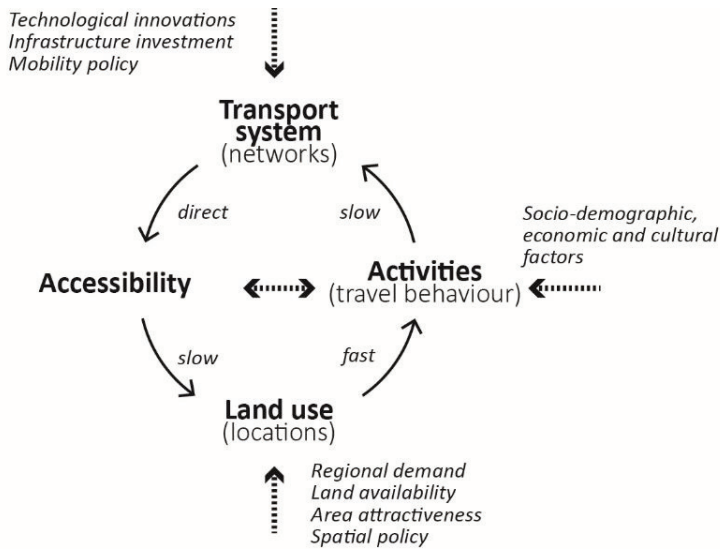 Technological innovations
Infrastructure investment
Mobility policy
Transport
system
(networks)
direct
slow
Socio-demographic,
economic and cultural
factors
Accessibility
Activities
(travel behaviour)
slow
fast
Land use
(locations)
Regional demand
Land availability
Area attractiveness
Spatial policy